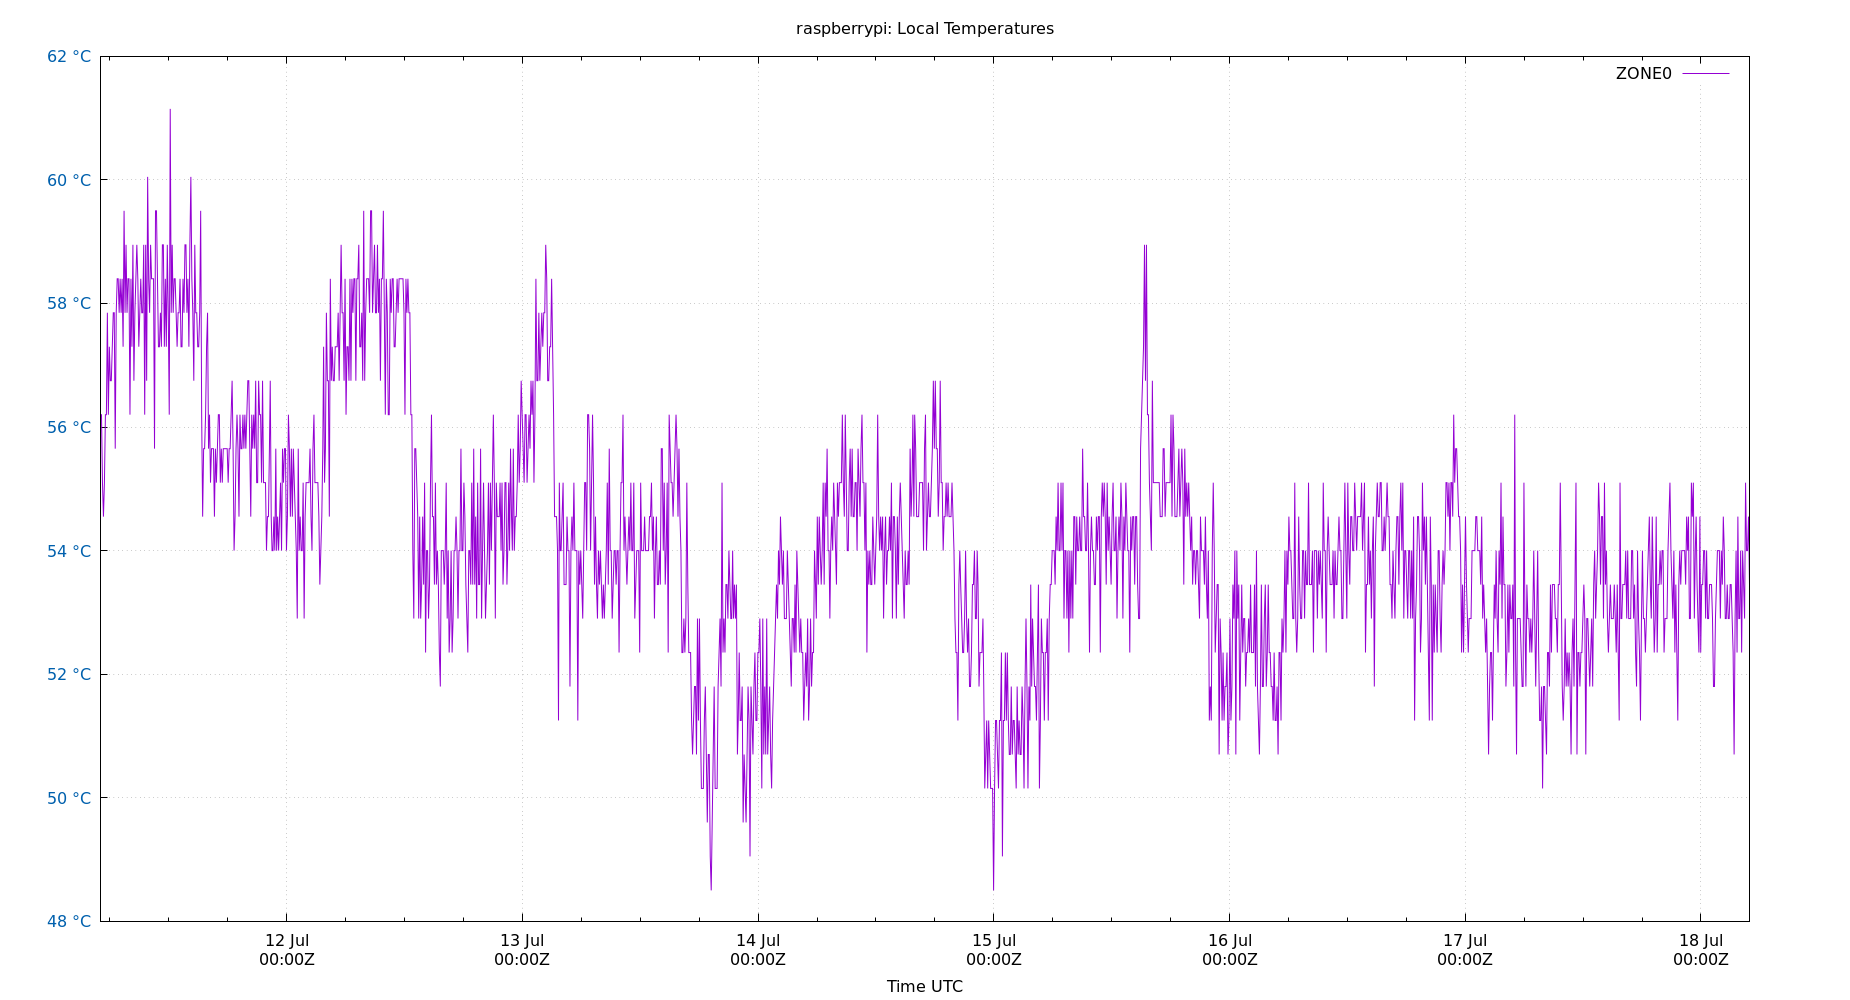 raspberrypi: Local Temperatures
62 °C
ZONE0
60 °C
58 °C
56 °C
54 °C
52 °C
50 °C
48 °C
12 Jul 13 Jul 14 Jul 15 Jul 16 Jul 17 Jul 18 Jul
00:00Z 00:00Z 00:00Z 00:00Z 00:00Z 00:00Z 00:00Z
Time UTC